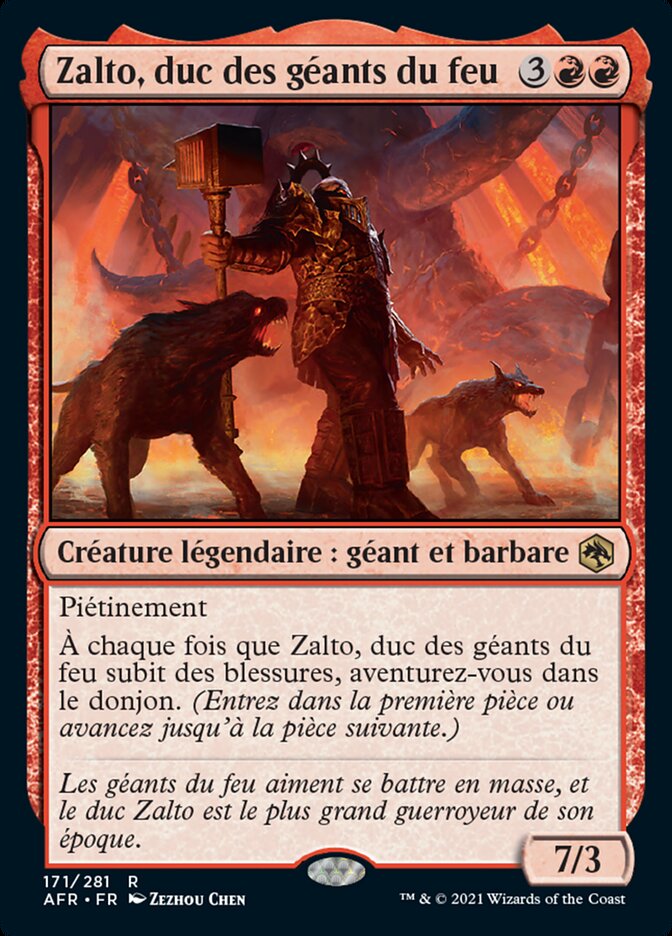 Zalto, duc des géants du feu 3
Créature légendaire : géant et barbare
Piétinement
À chaque fois que Zalto, duc des géants du
feu subit des blessures, aventurez-vous dans
le donjon. (Entrez dans la première pièce ou
avancez jusqu'à la pièce suivante.)
Les géants du feu aiment se battre en masse, et
le duc Zalto est le plus grand guerroyeur de son
époque.
7/3
171/281 R
AFR • FR Zezhou Chen
™ & © 2021 Wizards of the Coast